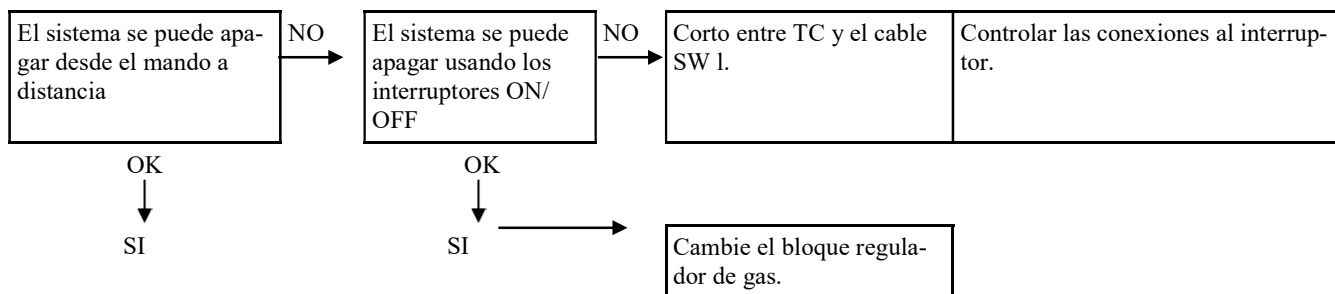 El sistema se puede apa-
gar desde el mando a
distancia
NO
El sistema se puede
apagar usando los
interruptores ON/
OFF
NO
Corto entre TC y el cable
SW l.
Controlar las conexiones al interrup-
tor.
OK
OK
SI
SI
Cambie el bloque regula-
dor de gas.